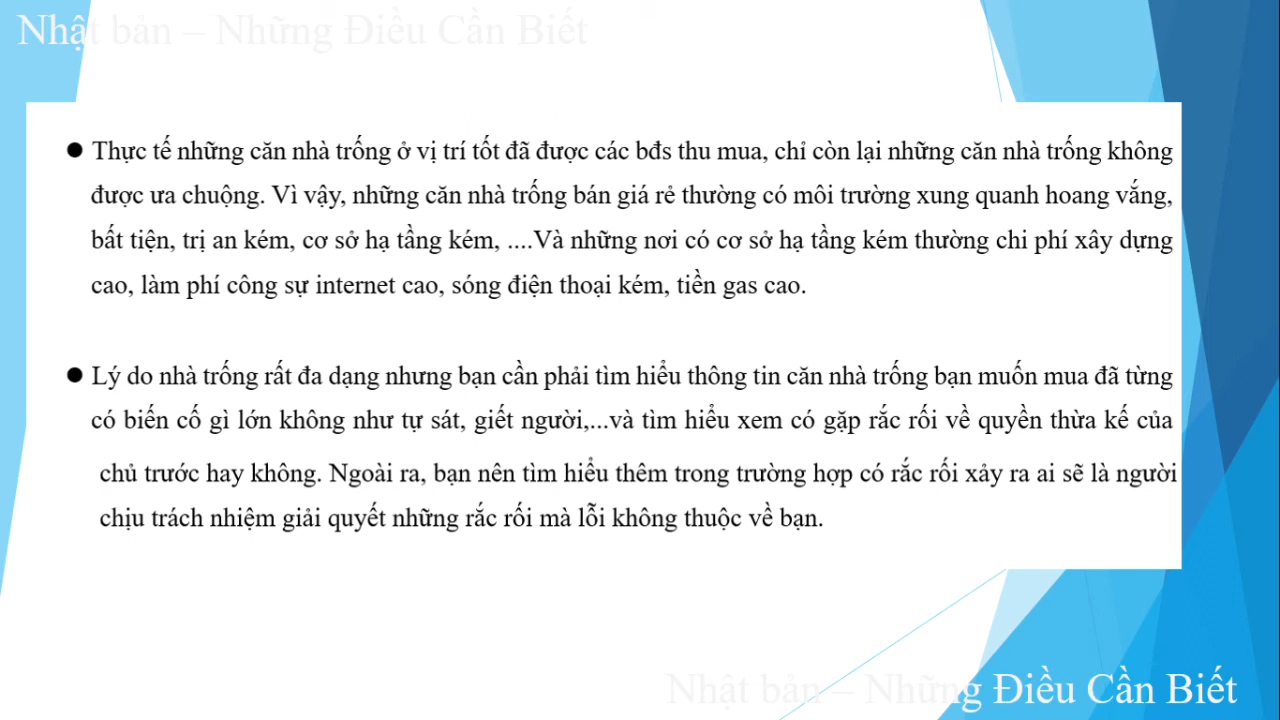 Nhật bản – Những Điều Cần Biết
● Thực tế những căn nhà trống ở vị trí tốt đã được các bđs thu mua, chỉ còn lại những căn nhà trống không
được ưa chuộng. Vì vậy, những căn nhà trống bán giá rẻ thường có môi trường xung quanh hoang vắng,
bất tiện, trị an kém, cơ sở hạ tầng kém, ....Và những nơi có cơ sở hạ tầng kém thường chi phí xây dựng
cao, làm phí công sự internet cao, sóng điện thoại kém, tiền gas cao.
● Lý do nhà trống rất đa dạng nhưng bạn cần phải tìm hiểu thông tin căn nhà trống bạn muốn mua đã từng
có biến cố gì lớn không như tự sát, giết người,...và tìm hiểu xem có gặp rắc rối về quyền thừa kế của
chủ trước hay không. Ngoài ra, bạn nên tìm hiểu thêm trong trường hợp có rắc rối xảy ra ai sẽ là người
chịu trách nhiệm giải quyết những rắc rối mà lỗi không thuộc về bạn.
Nhật bản – Những Điều Cần Biết